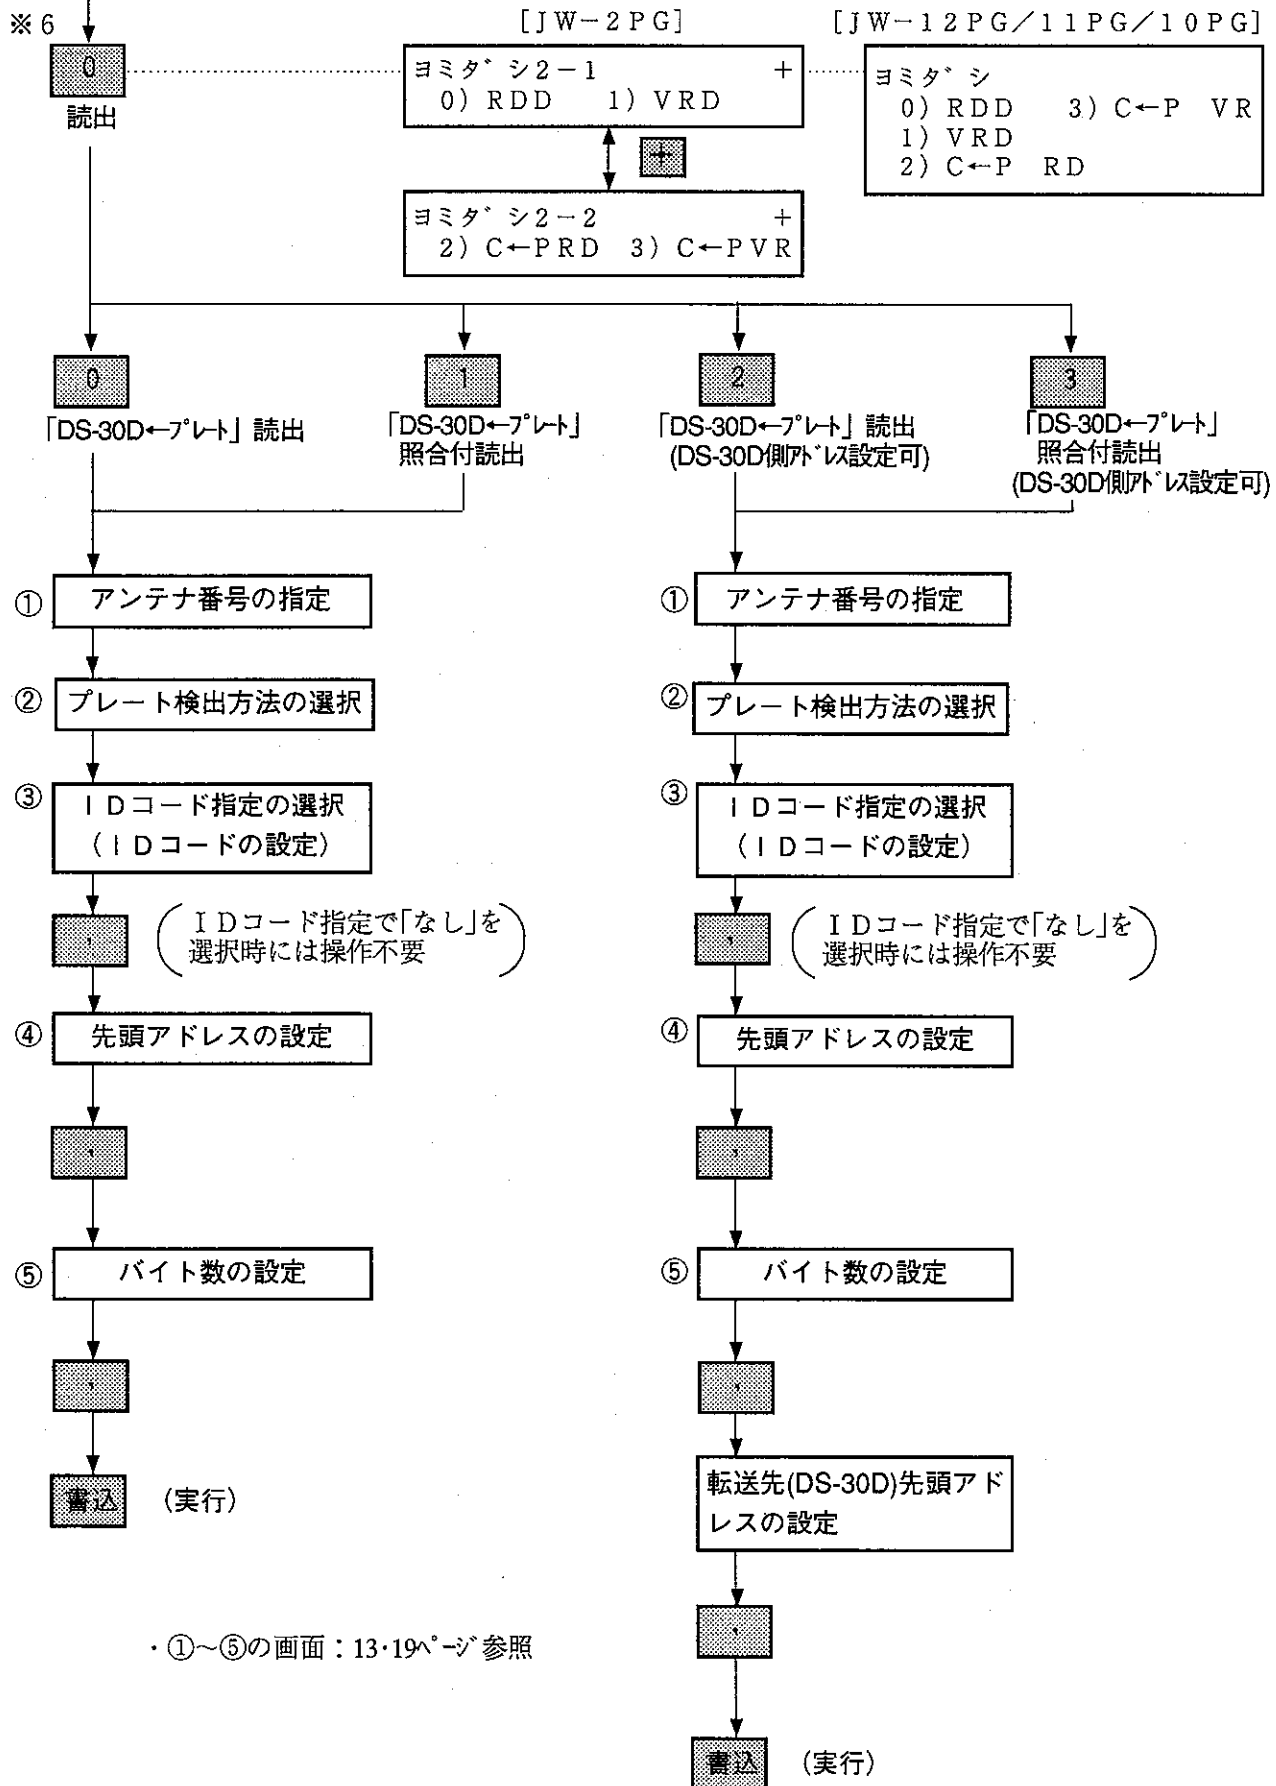 ※6
[JW-2PG]
[JW-12PG/11PG/10PG]
0
読出
ヨミダシ2-1 +
0) RDD 1) VRD
+
ヨミダシ2-2 +
2) C←PRD 3) C←PVR
ヨミダシ
0) RDD 3) C←P VR
1) VRD
2) C←P RD
0
「DS-30D←プレート」読出
1
「DS-30D←プレート」
照合付読出
2
「DS-30D←プレート」読出
(DS-30D側アドレス設定可)
3
「DS-30D←プレート」
照合付読出
(DS-30D側アドレス設定可)
① アンテナ番号の指定
② プレート検出方法の選択
③ IDコード指定の選択
(IDコードの設定)
,
(IDコード指定で「なし」を
選択時には操作不要)
④ 先頭アドレスの設定
,
⑤ バイト数の設定
,
書込 (実行)
① アンテナ番号の指定
② プレート検出方法の選択
③ IDコード指定の選択
(IDコードの設定)
,
(IDコード指定で「なし」を
選択時には操作不要)
④ 先頭アドレスの設定
,
⑤ バイト数の設定
,
転送先(DS-30D)先頭アド
レスの設定
,
書込 (実行)
・①~⑤の画面:13・19ページ参照